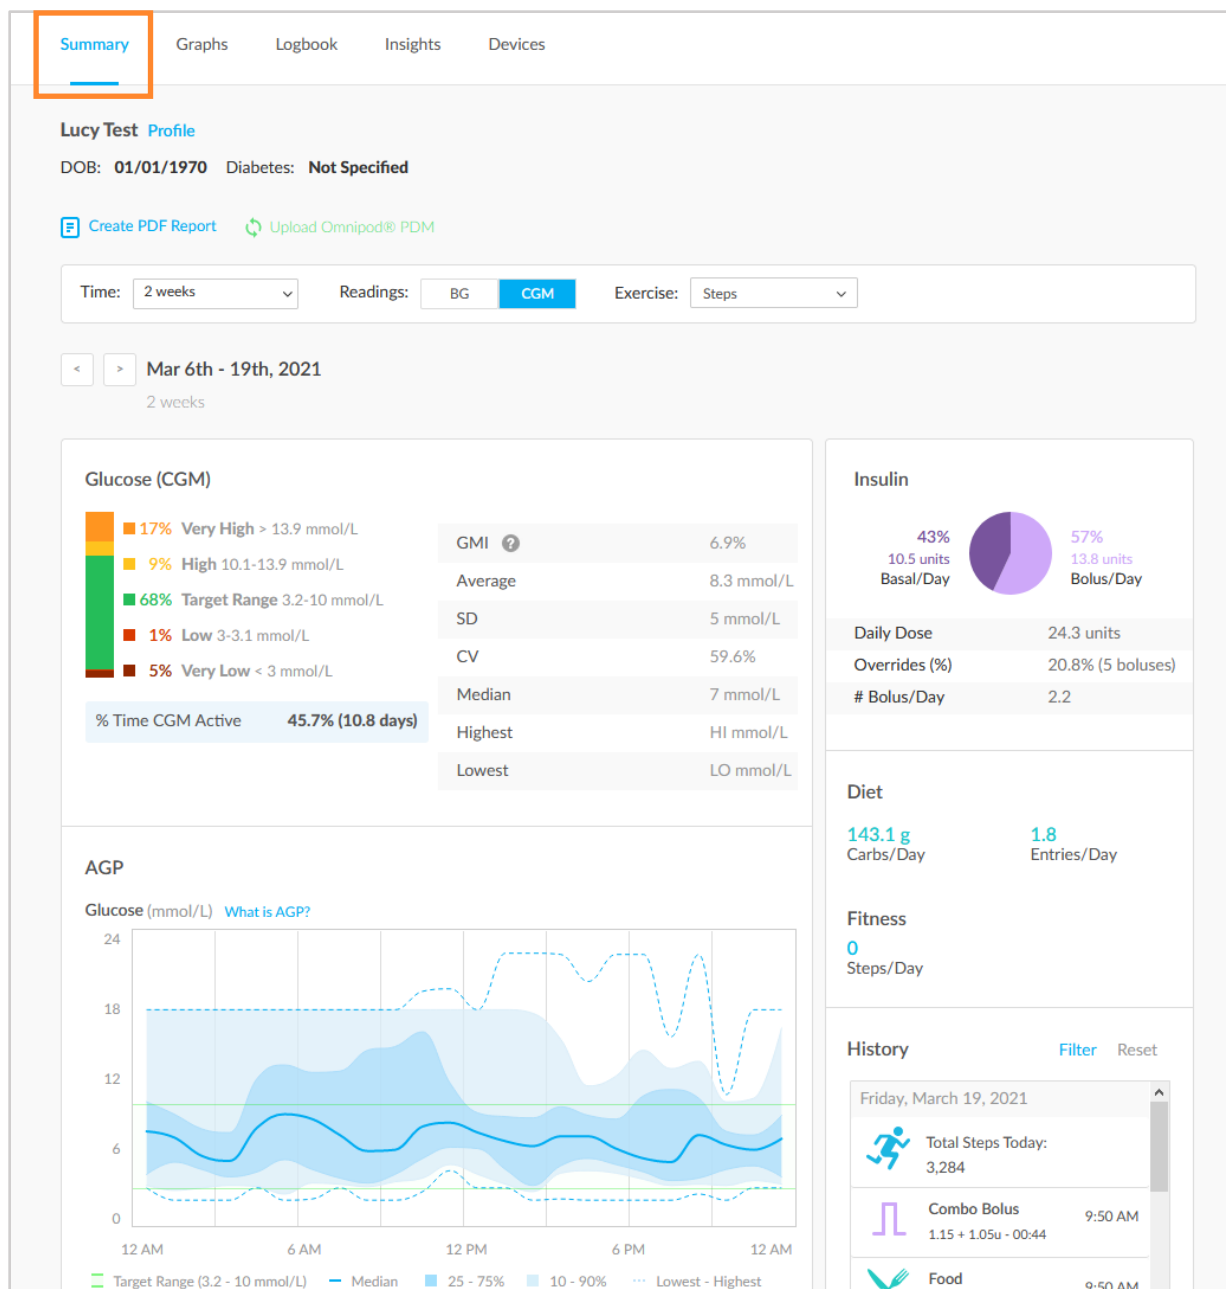 Summary Graphs Logbook Insights Devices
Lucy Test Profile
DOB: 01/01/1970 Diabetes: Not Specified
Create PDF Report Upload Omnipod® PDM
Time: 2 weeks Readings: BG CGM Exercise: Steps
< > Mar 6th - 19th, 2021
2 weeks
Glucose (CGM)
17% Very High > 13.9 mmol/L
9% High 10.1-13.9 mmol/L
68% Target Range 3.2-10 mmol/L
1% Low 3-3.1 mmol/L
5% Very Low < 3 mmol/L
% Time CGM Active 45.7% (10.8 days)
GMI ? 6.9%
Average 8.3 mmol/L
SD 5 mmol/L
CV 59.6%
Median 7 mmol/L
Highest HI mmol/L
Lowest LO mmol/L
Insulin
43%
10.5 units
Basal/Day
57%
13.8 units
Bolus/Day
Daily Dose 24.3 units
Overrides (%) 20.8% (5 boluses)
# Bolus/Day 2.2
Diet
143.1 g 1.8
Carbs/Day Entries/Day
Fitness
0
Steps/Day
AGP
Glucose (mmol/L) What is AGP?
24
18
12
6
0
12 AM 6 AM 12 PM 6 PM 12 AM
Target Range (3.2 - 10 mmol/L) Median 25 - 75% 10 - 90% Lowest - Highest
History Filter Reset
Friday, March 19, 2021
Total Steps Today:
3,284
Combo Bolus 9:50 AM
1.15 + 1.05u - 00:44
Food 9:50 AM